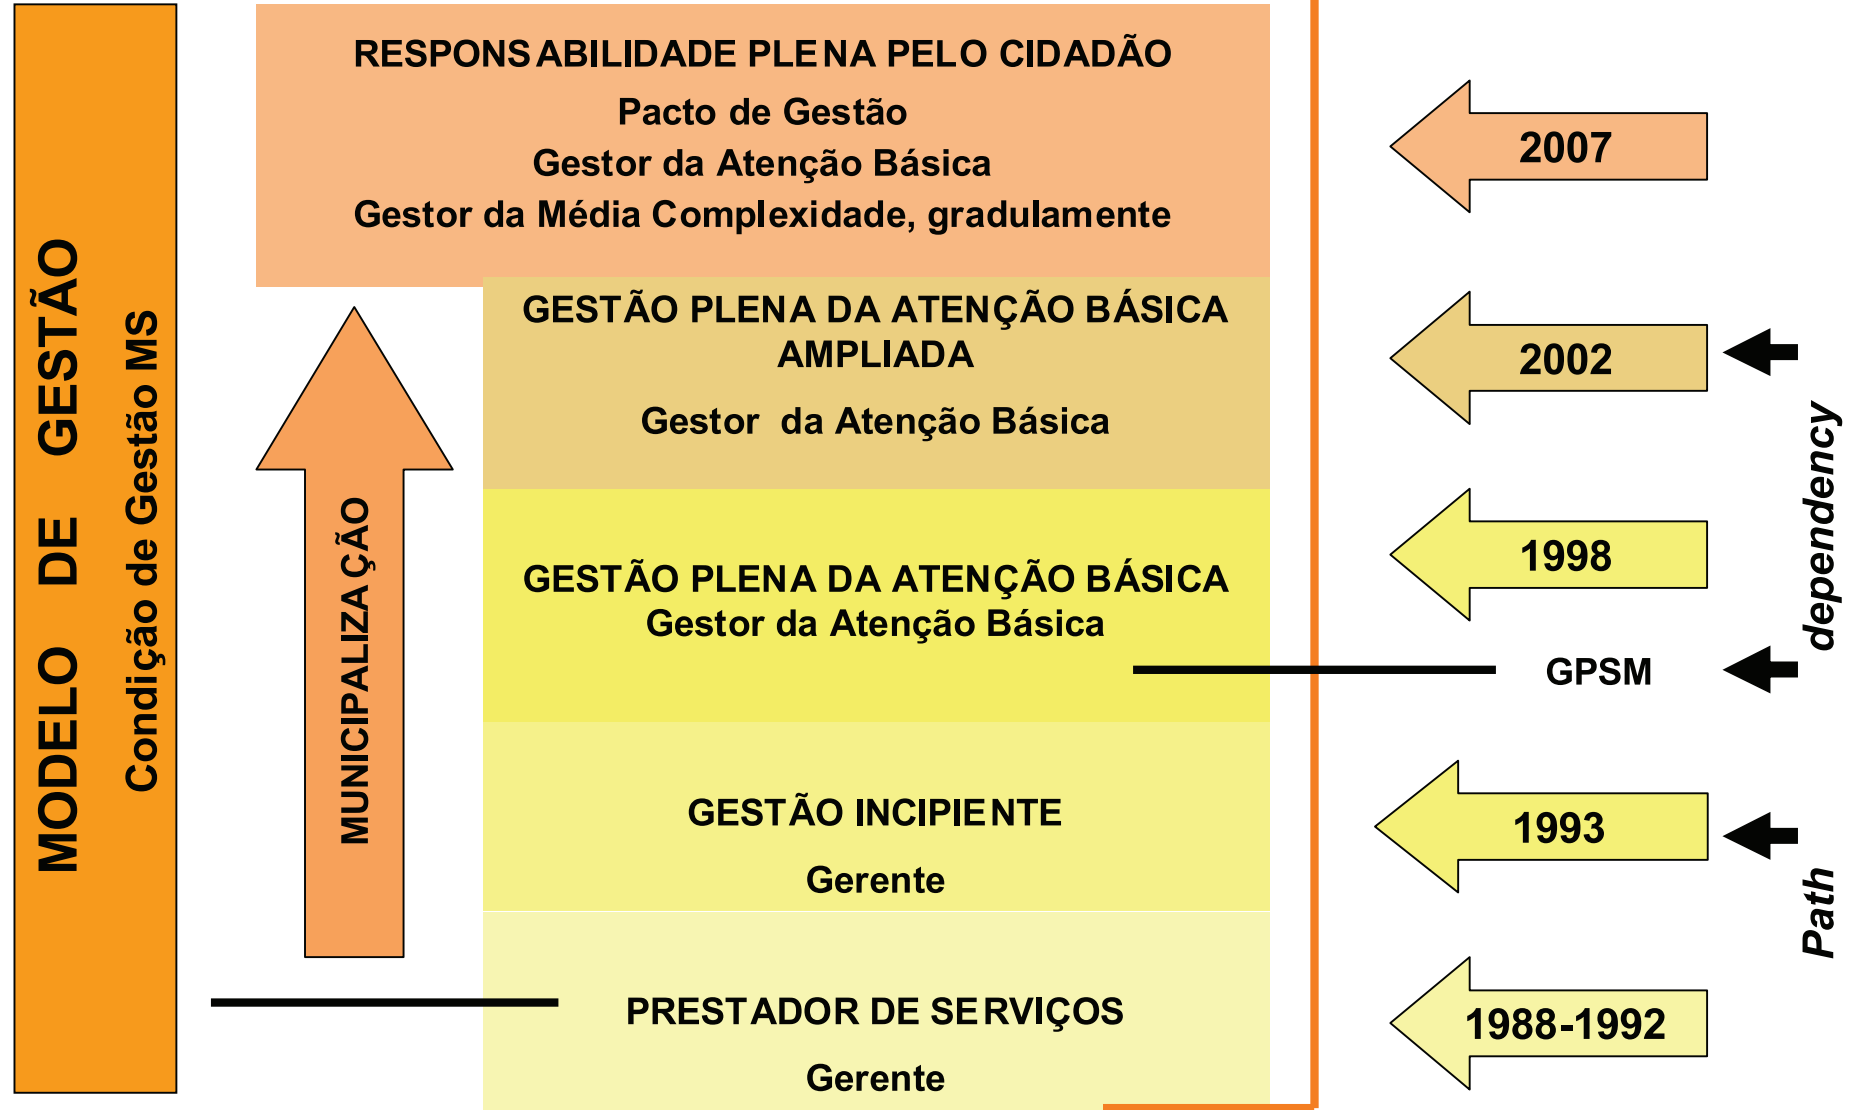 MODELO DE GESTÃO
Condição de Gestão MS
RESPONSABILIDADE PLENA PELO CIDADÃO
Pacto de Gestão
Gestor da Atenção Básica
Gestor da Média Complexidade, gradulamente
2007
MUNICIPALIZAÇÃO
GESTÃO PLENA DA ATENÇÃO BÁSICA
AMPLIADA
Gestor da Atenção Básica
2002
GESTÃO PLENA DA ATENÇÃO BÁSICA
Gestor da Atenção Básica
1998
GPSM
GESTÃO INCIPIENTE
Gerente
1993
PRESTADOR DE SERVIÇOS
Gerente
1988-1992
Path dependency